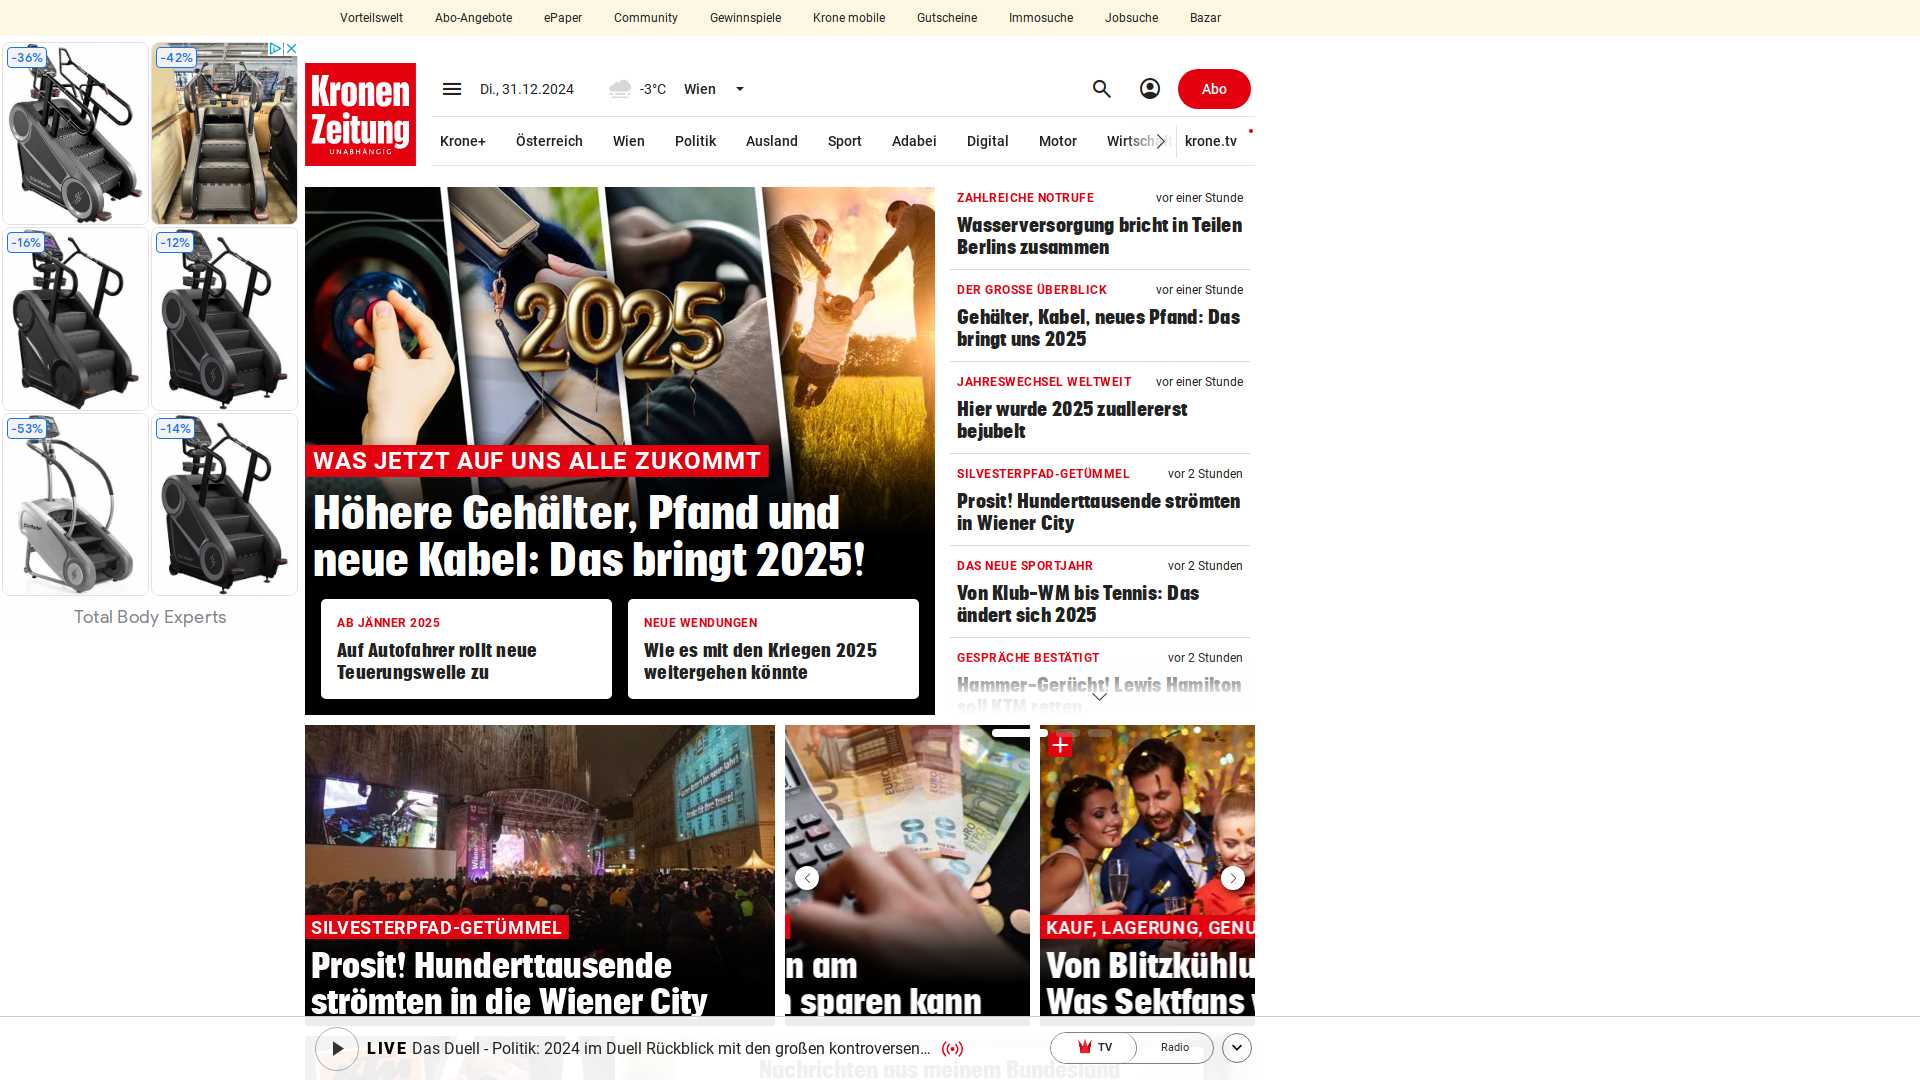 Vorteilswelt
Abo-Angebote
ePaper
Community
Gewinnspiele
Krone mobile
Gutscheine
Immosuche
Jobsuche
Bazar
-36%
-42%
-16%
-12%
-53%
-14%
Total Body Experts
Kronen
Zeitung
UNABHÄNGIG
Di., 31.12.2024
-3°C
Wien
Abo
Krone+
Österreich
Wien
Politik
Ausland
Sport
Adabei
Digital
Motor
krone.tv
WAS JETZT AUF UNS ALLE ZUKOMMT
Höhere Gehälter, Pfand und
neue Kabel: Das bringt 2025!
2025
AB JÄNNER 2025
Auf Autofahrer rollt neue
Teuerungswelle zu
NEUE WENDUNGEN
Wie es mit den Kriegen 2025
weitergehen könnte
ZAHLREICHE NOTRUFE
vor einer Stunde
Wasserversorgung bricht in Teilen
Berlins zusammen
DER GROSSE ÜBERBLICK
vor einer Stunde
Gehälter, Kabel, neues Pfand: Das
bringt uns 2025
JAHRESWECHSEL WELTWEIT
vor einer Stunde
Hier wurde 2025 zuallererst
bejubelt
SILVESTERPFAD-GETÜMMEL
vor 2 Stunden
Prosit! Hunderttausende strömten
in Wiener City
DAS NEUE SPORTJAHR
vor 2 Stunden
Von Klub-WM bis Tennis: Das
ändert sich 2025
GESPRÄCHE BESTÄTIGT
vor 2 Stunden
Hammer-Gerücht! Lewis Hamilton
soll KTM retten
SILVESTERPFAD-GETÜMMEL
Prosit! Hunderttausende
strömten in die Wiener City
n am
sparen kann
KAUF, LAGERUNG, GENU
Von Blitzkühlu
Was Sektfans
LIVE Das Duell - Politik: 2024 im Duell Rückblick mit den großen kontroversen...
TV
Radio
Nachrichten aus meinem Bundesland